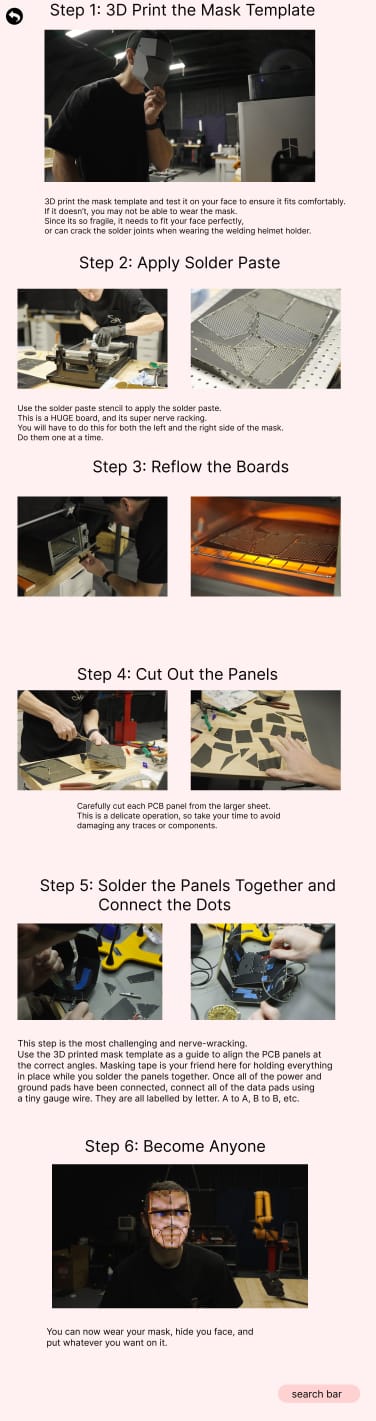 Step 1: 3D Print the Mask Template
3D print the mask template and test it on your face to ensure it fits comfortably.
If it doesn't, you may not be able to wear the mask.
Since its so fragile, it needs to fit your face perfectly,
or can crack the solder joints when wearing the welding helmet holder.
Step 2: Apply Solder Paste
Use the solder paste stencil to apply the solder paste.
This is a HUGE board, and its super nerve racking.
You will have to do this for both the left and the right side of the mask.
Do them one at a time.
Step 3: Reflow the Boards
Step 4: Cut Out the Panels
Carefully cut each PCB panel from the larger sheet.
This is a delicate operation, so take your time to avoid
damaging any traces or components.
Step 5: Solder the Panels Together and
Connect the Dots
This step is the most challenging and nerve-wracking.
Use the 3D printed mask template as a guide to align the PCB panels at
the correct angles. Masking tape is your friend here for holding everything
in place while you solder the panels together. Once all of the power and
ground pads have been connected, connect all of the data pads using
a tiny gauge wire. They are all labelled by letter. A to A, B to B, etc.
Step 6: Become Anyone
You can now wear your mask, hide you face, and
put whatever you want on it.
search bar